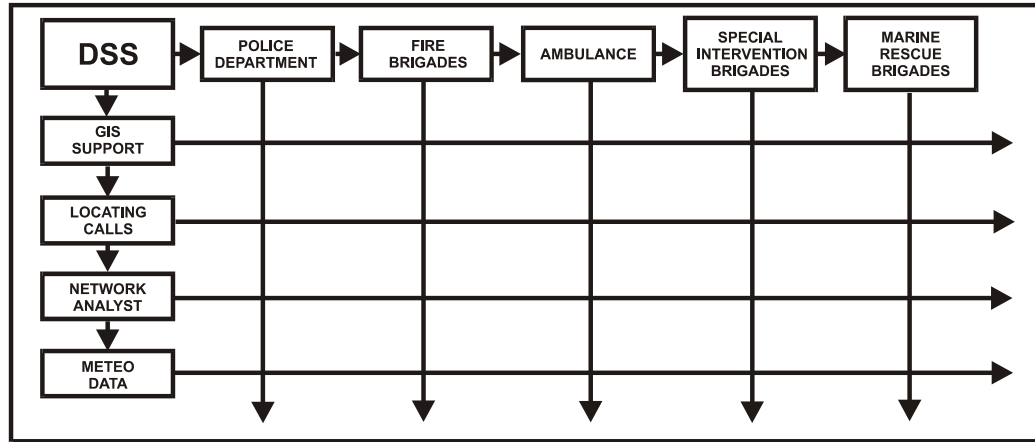 DSS
POLICE
DEPARTMENT
FIRE
BRIGADES
AMBULANCE
SPECIAL
INTERVENTION
BRIGADES
MARINE
RESCUE
BRIGADES
GIS
SUPPORT
LOCATING
CALLS
NETWORK
ANALYST
METEO
DATA